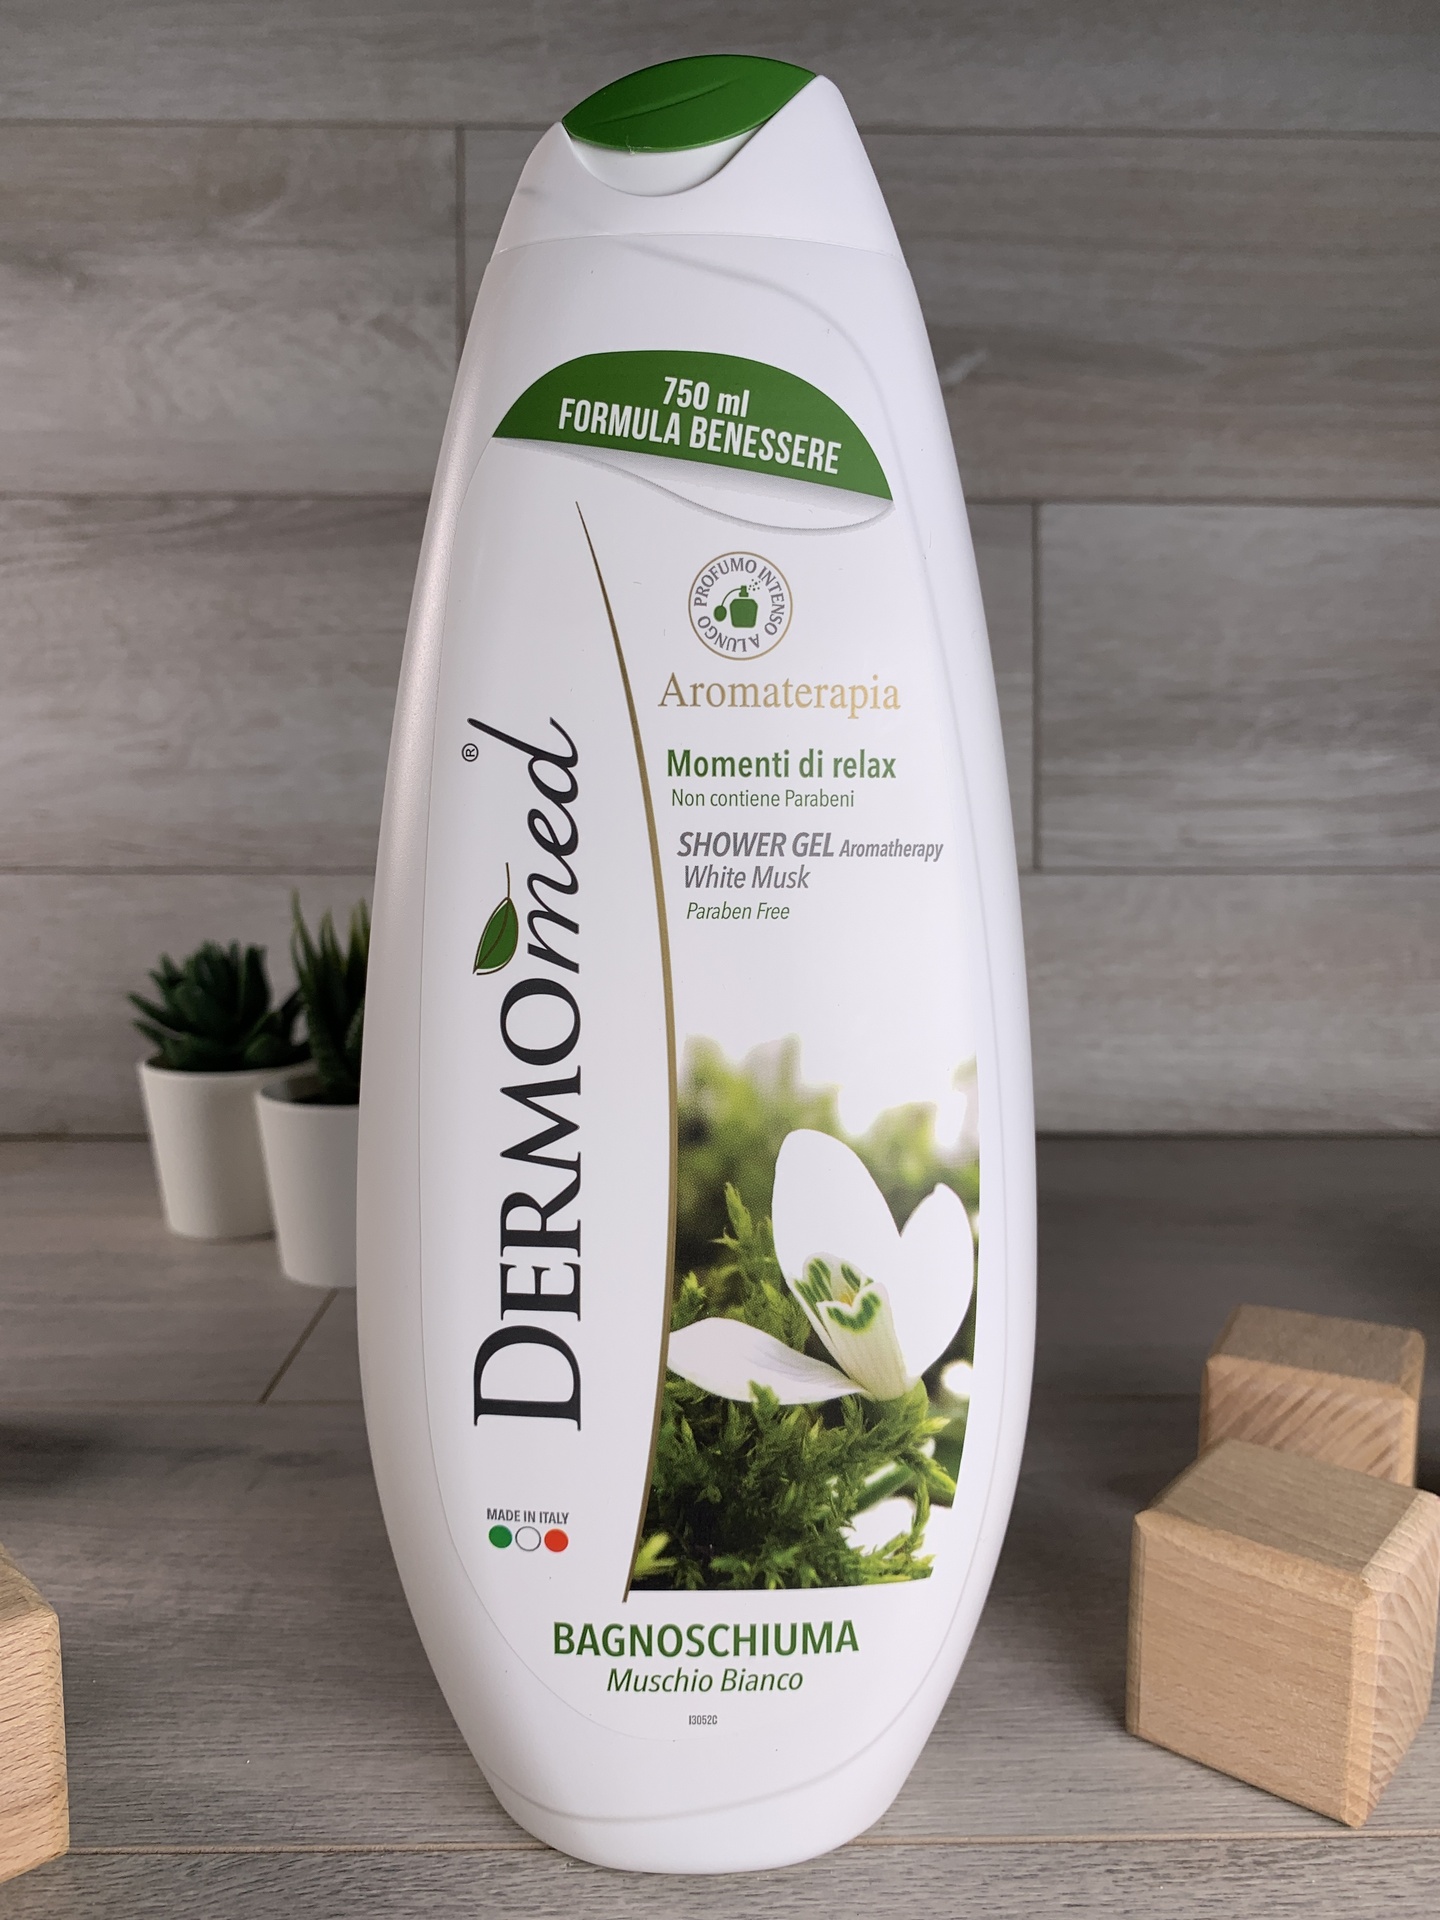 750 ml
FORMULA BENESSERE
PROFUMO INTENSO A LUNGO
Aromaterapia
Momenti di relax
Non contiene Parabeni
SHOWER GEL Aromatherapy
White Musk
Paraben Free
DERMOmed®
MADE IN ITALY
BAGNOSCHIUMA
Muschio Bianco
I3052C